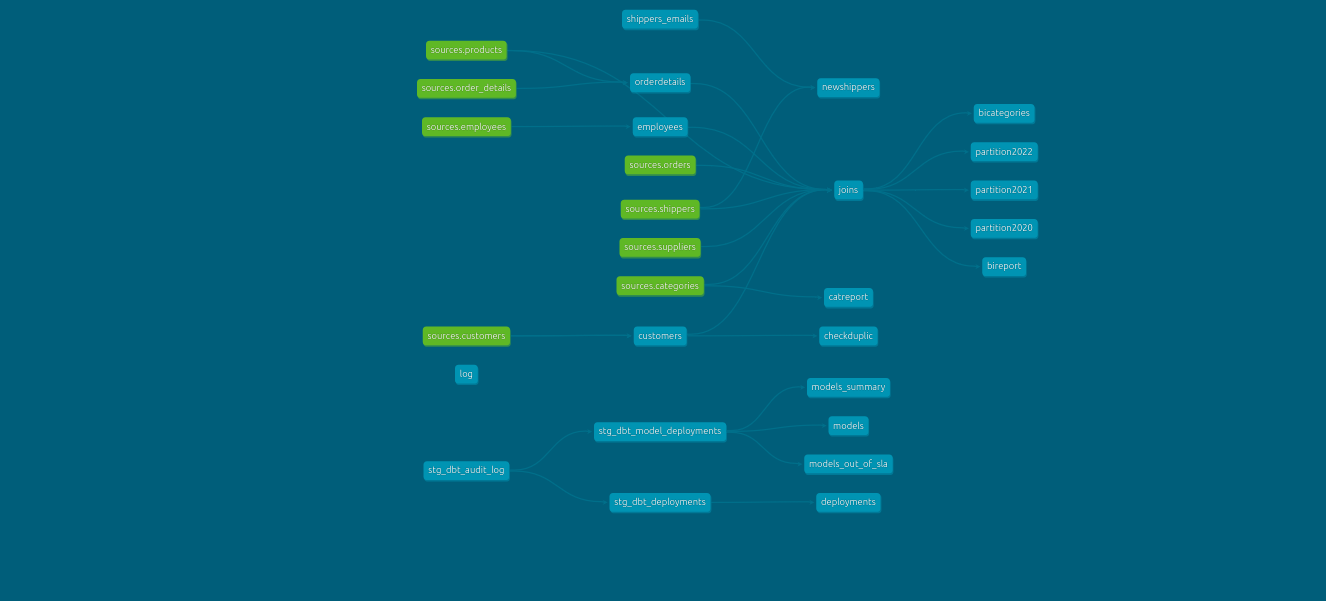 shippers_emails
sources.products
orderdetails
sources.order_details
newshippers
bicategories
sources.employees
employees
partition2022
sources.orders
joins
partition2021
sources.shippers
partition2020
sources.suppliers
bireport
sources.categories
catreport
sources.customers
customers
checkduplic
log
models_summary
stg_dbt_model_deployments
models
stg_dbt_audit_log
models_out_of_sla
stg_dbt_deployments
deployments